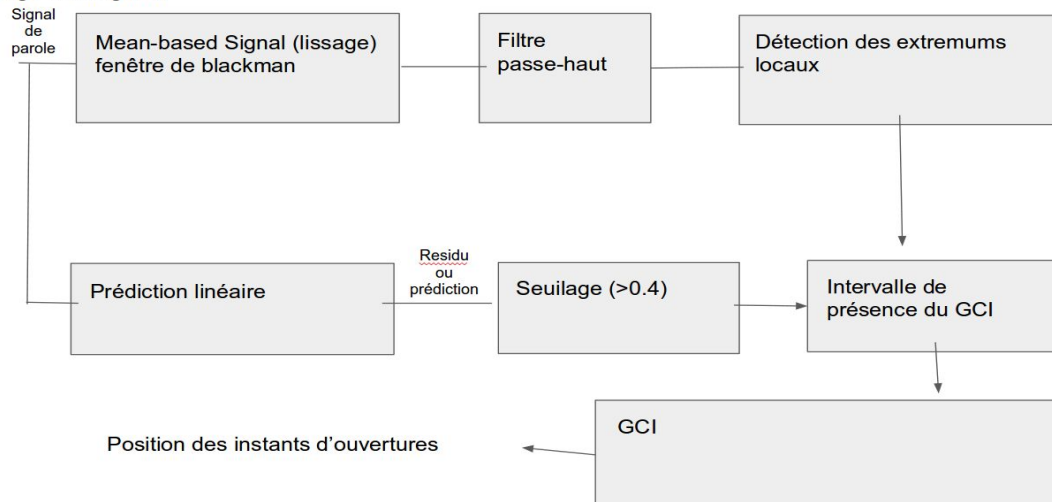 Signal
de
parole
Mean-based Signal (lissage)
fenêtre de blackman
Filtre
passe-haut
Détection des extremums
locaux
Prédiction linéaire
Residu
ou
prédiction
Seuilage (>0.4)
Intervalle de
présence du GCI
GCI
Position des instants d'ouvertures